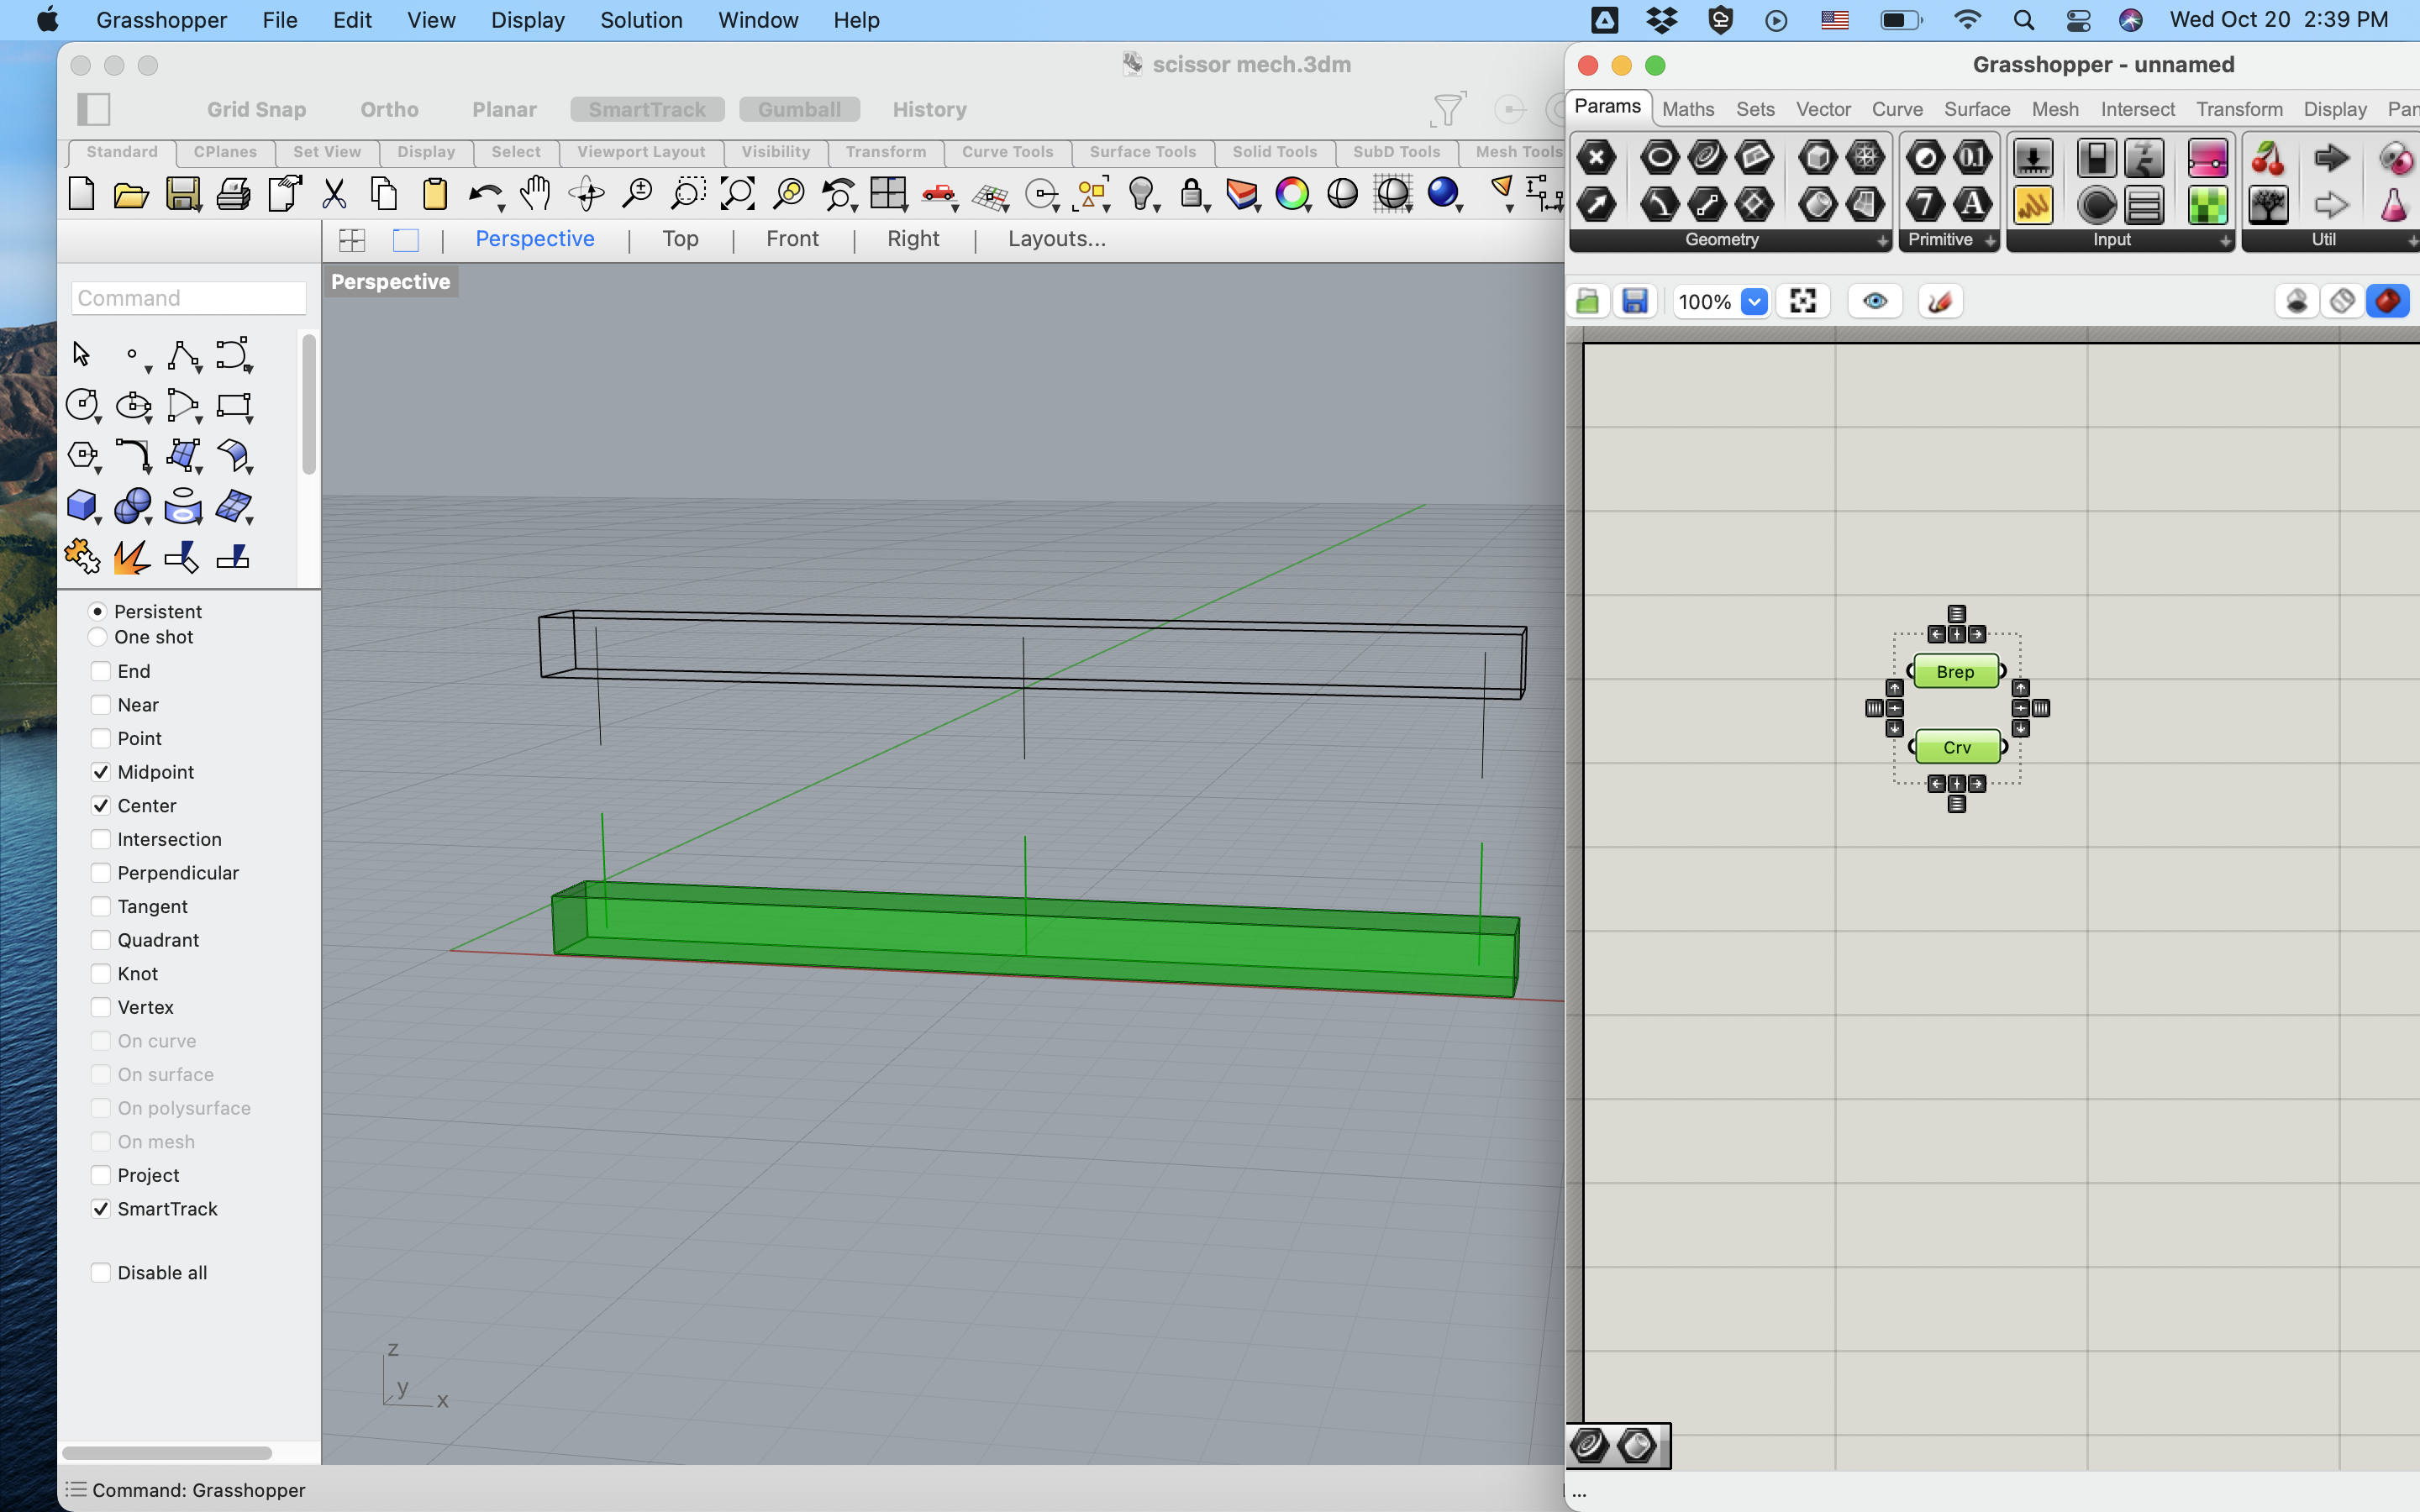 Grasshopper File Edit View Display Solution Window Help Wed Oct 20 2:39 PM
scissor mech.3dm
Grid Snap Ortho Planar SmartTrack Gumball History
Standard CPlanes Set View Display Select Viewport Layout Visibility Transform Curve Tools Surface Tools Solid Tools SubD Tools Mesh Tools
Perspective Top Front Right Layouts...
Perspective
Command
Persistent
One shot
End
Near
Point
Midpoint
Center
Intersection
Perpendicular
Tangent
Quadrant
Knot
Vertex
On curve
On surface
On polysurface
On mesh
Project
SmartTrack
Disable all
z
y
x
Command: Grasshopper
Grasshopper - unnamed
Params Maths Sets Vector Curve Surface Mesh Intersect Transform Display Pan
0.1
7 A
Geometry Primitive Input Util
100%
Brep
Crv
...